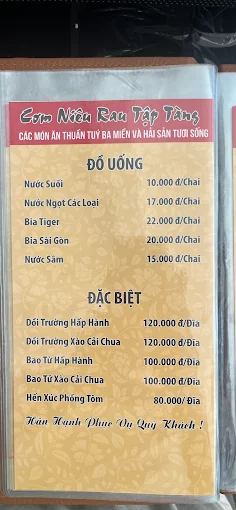 Cơm Niêu Rau Tập Tàng
CÁC MÓN ĂN THUẦN TUÝ BA MIỀN VÀ HẢI SẢN TƯƠI SỐNG
ĐỒ UỐNG
Nước Suối 10.000 đ/Chai
Nước Ngọt Các Loại 17.000 đ/Chai
Bia Tiger 22.000 đ/Chai
Bia Sài Gon 20.000 đ/Chai
Nước Sâm 15.000 đ/Chai
ĐẶC BIỆT
Dồi Trường Hấp Hành 120.000 đ/Đĩa
Dồi Trường Xào Cải Chua 120.000 đ/Đĩa
Bao Tử Hấp Hành 100.000 đ/Đĩa
Bao Tử Xào Cải Chua 100.000 đ/Đĩa
Hến Xúc Phồng Tôm 80.000/ Đĩa
Hân Hạnh Phục Vụ Quý Khách !